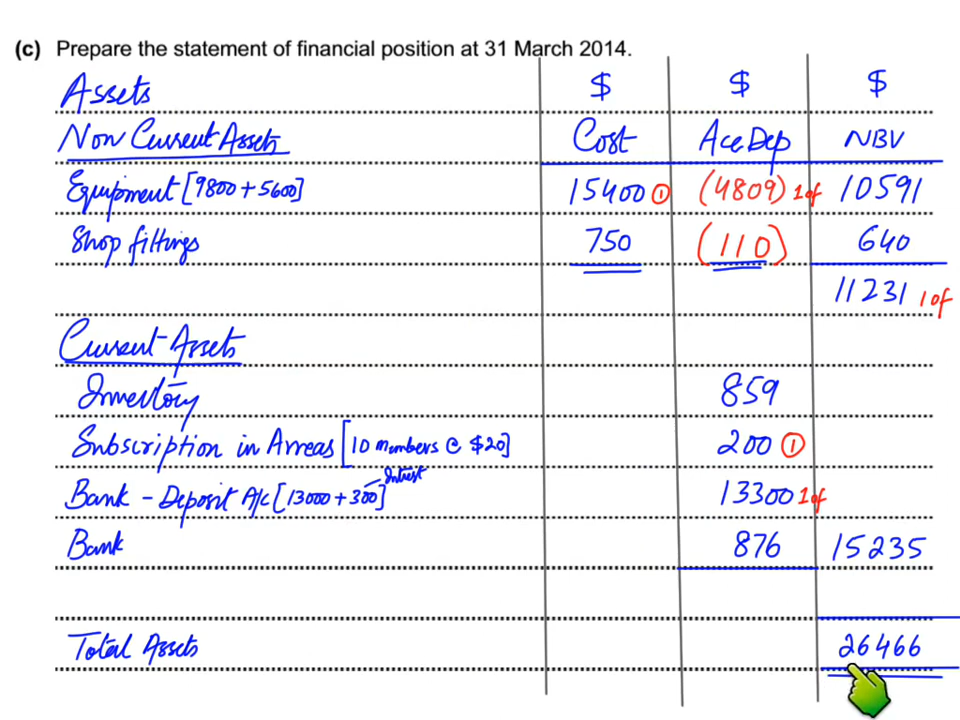 (c) Prepare the statement of financial position at 31 March 2014.
Assets $ $ $
Non Current Assets Cost Acc Dep NBV
Equipment [9800+5600] 15400 ① (4809) 1of 10591
Shop fittings 750 (110) 640
11231 1of
Current Assets
Inventory 859
Subscription in Arreas [10 members @ $20] 200 ①
Intrest
Bank - Deposit A/c [13000+300] 13300 1of
Bank 876 15235
Total Assets 26466